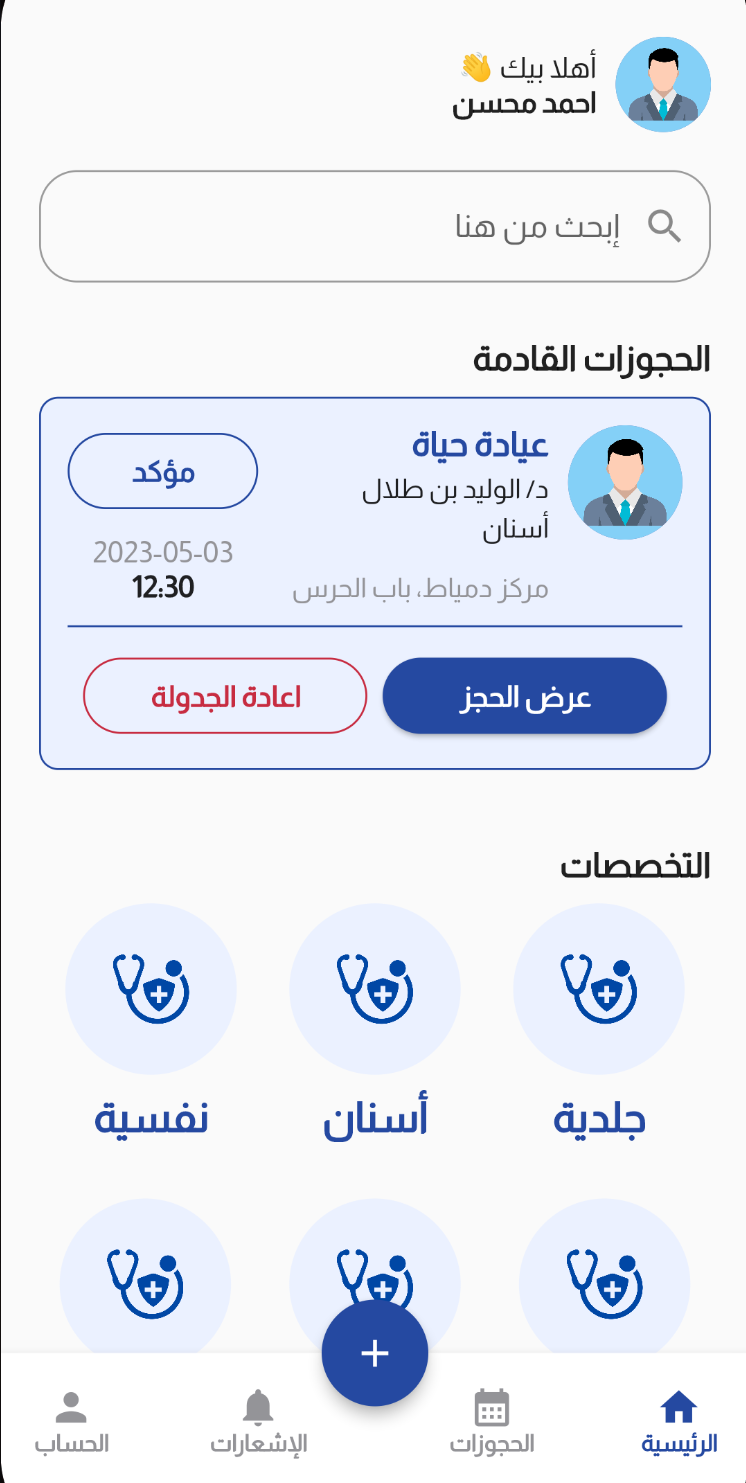 أهلا بيك 👋
احمد محسن
إبحث من هنا
الحجوزات القادمة
عيادة حياة
د/ الوليد بن طلال
أسنان
مركز دمياط، باب الحرس
مؤكد
2023-05-03
12:30
عرض الحجز
اعادة الجدولة
التخصصات
جلدية
أسنان
نفسية
الرئيسية
الحجوزات
الإشعارات
الحساب